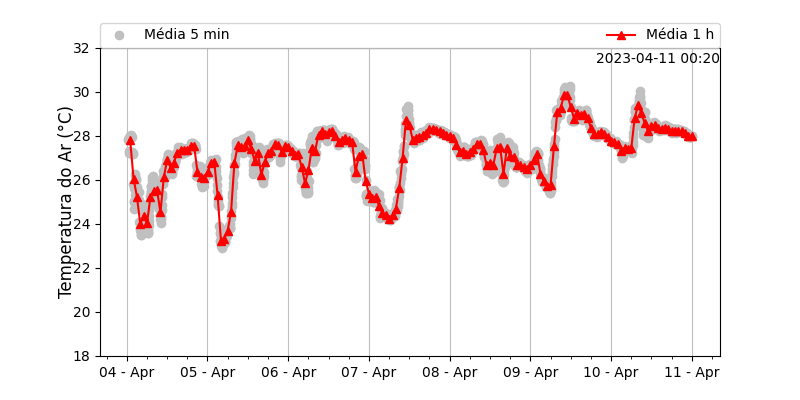 Média 5 min
Média 1 h
2023-04-11 00:20
Temperatura do Ar (°C)
32
30
28
26
24
22
20
18
04 - Apr
05 - Apr
06 - Apr
07 - Apr
08 - Apr
09 - Apr
10 - Apr
11 - Apr